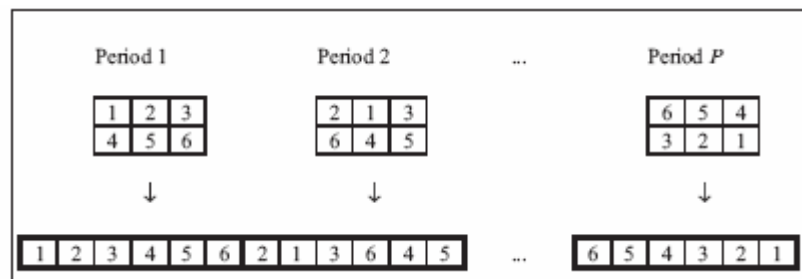 Period 1 Period 2 ... Period P
1 2 3 2 1 3 6 5 4
4 5 6 6 4 5 3 2 1
↓ ↓ ↓
1 2 3 4 5 6 2 1 3 6 4 5 ... 6 5 4 3 2 1